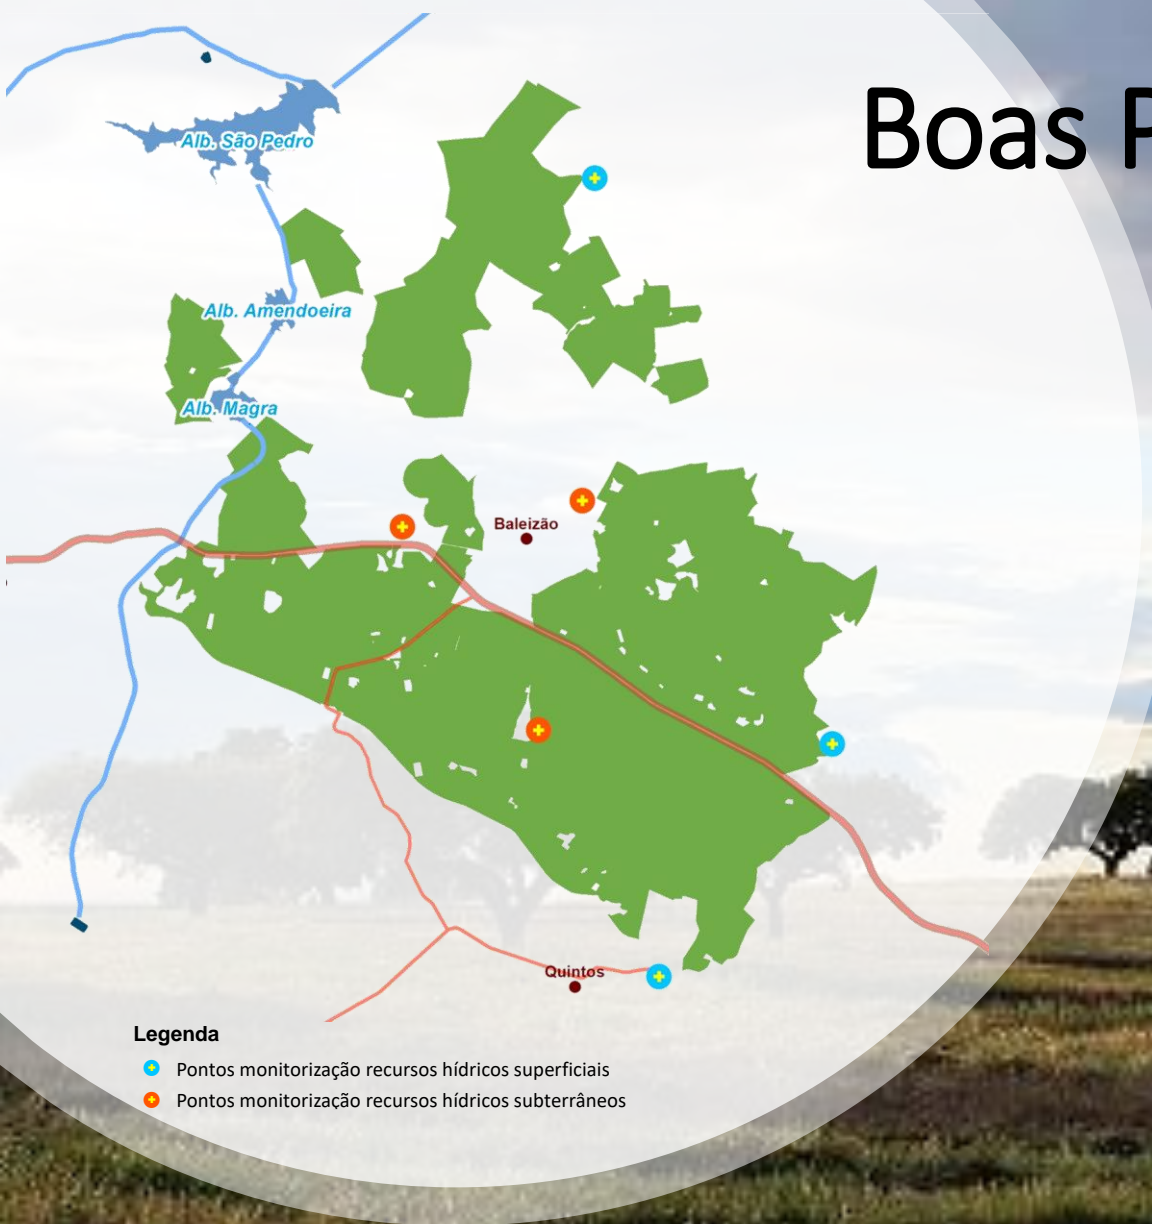 Boas P
Alb. São Pedro
Alb. Amendoeira
Alb. Magra
Baleizão
Quintos
Legenda
Pontos monitorização recursos hídricos superficiais
Pontos monitorização recursos hídricos subterrâneos